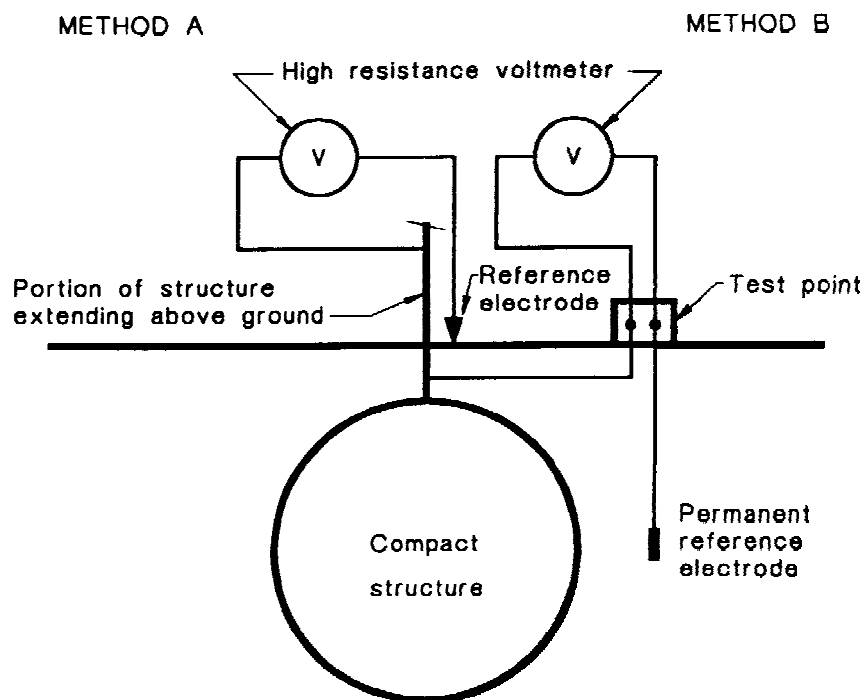 METHOD A
METHOD B
High resistance voltmeter
V
V
Portion of structure
extending above ground
Reference
electrode
Test point
Compact
structure
Permanent
reference
electrode